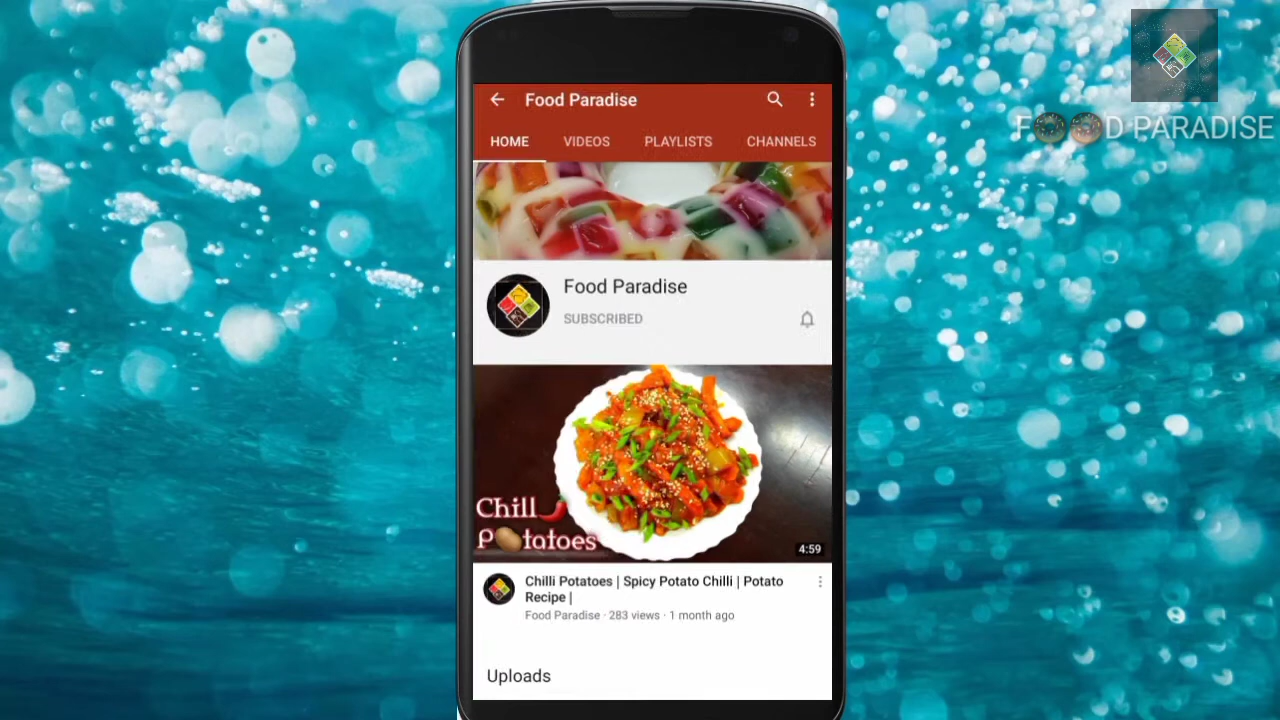 Food Paradise
HOME VIDEOS PLAYLISTS CHANNELS
FOOD PARADISE
Food Paradise
SUBSCRIBED
Chilli
Potatoes
4:59
Chilli Potatoes | Spicy Potato Chilli | Potato
Recipe |
Food Paradise · 283 views · 1 month ago
Uploads